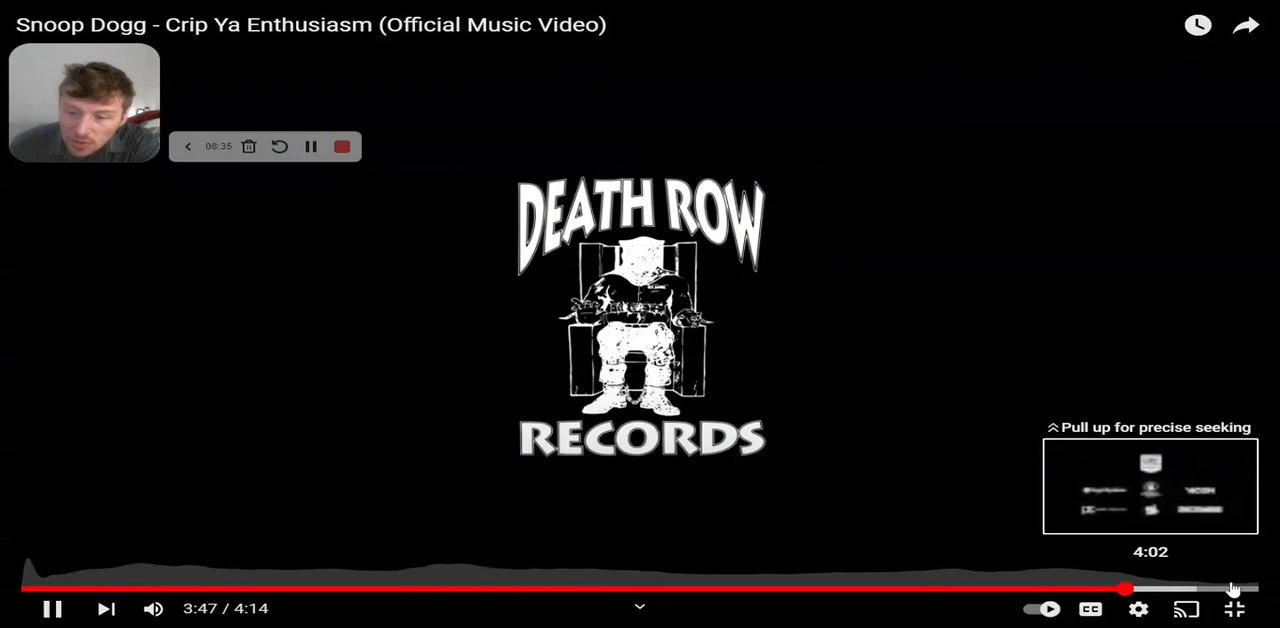 Snoop Dogg - Crip Ya Enthusiasm (Official Music Video)
08:35
DEATH ROW
RECORDS
Pull up for precise seeking
4:02
3:47 / 4:14
CC